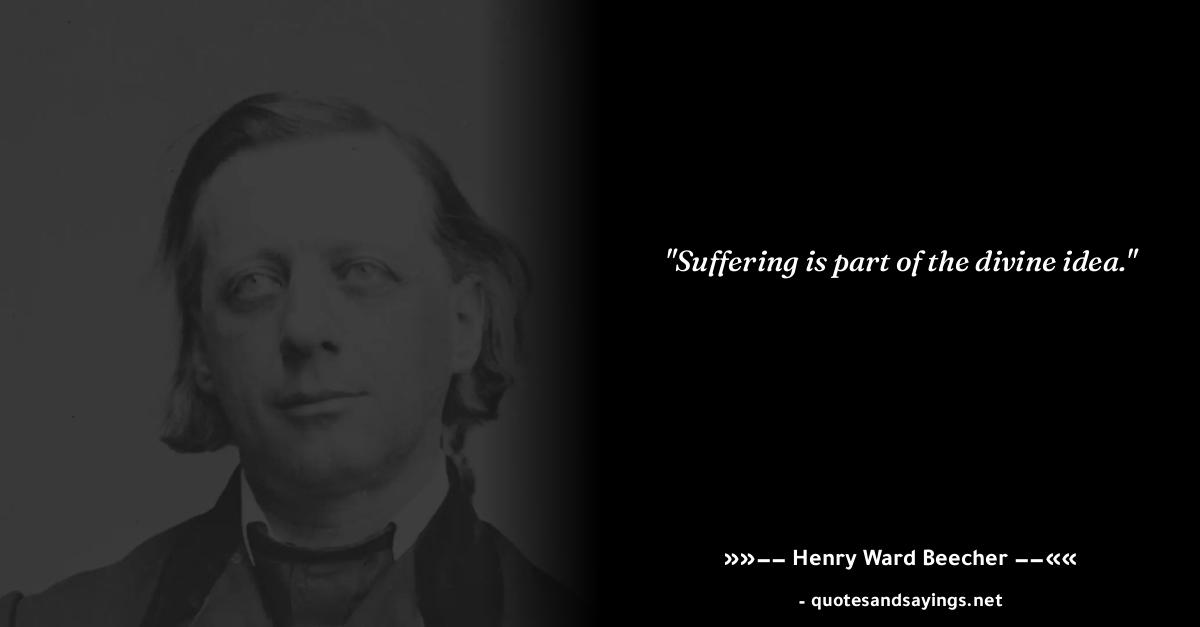 "Suffering is part of the divine idea."
»»–– Henry Ward Beecher ––««
- quotesandsayings.net